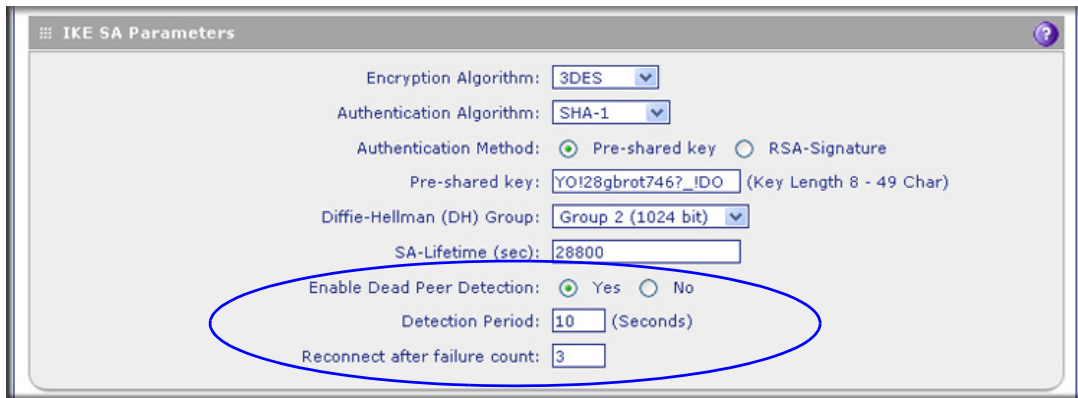 IKE SA Parameters ?
Encryption Algorithm: 3DES
Authentication Algorithm: SHA-1
Authentication Method: Pre-shared key RSA-Signature
Pre-shared key: YO!28gbrot746?_!DO (Key Length 8 - 49 Char)
Diffie-Hellman (DH) Group: Group 2 (1024 bit)
SA-Lifetime (sec): 28800
Enable Dead Peer Detection: Yes No
Detection Period: 10 (Seconds)
Reconnect after failure count: 3